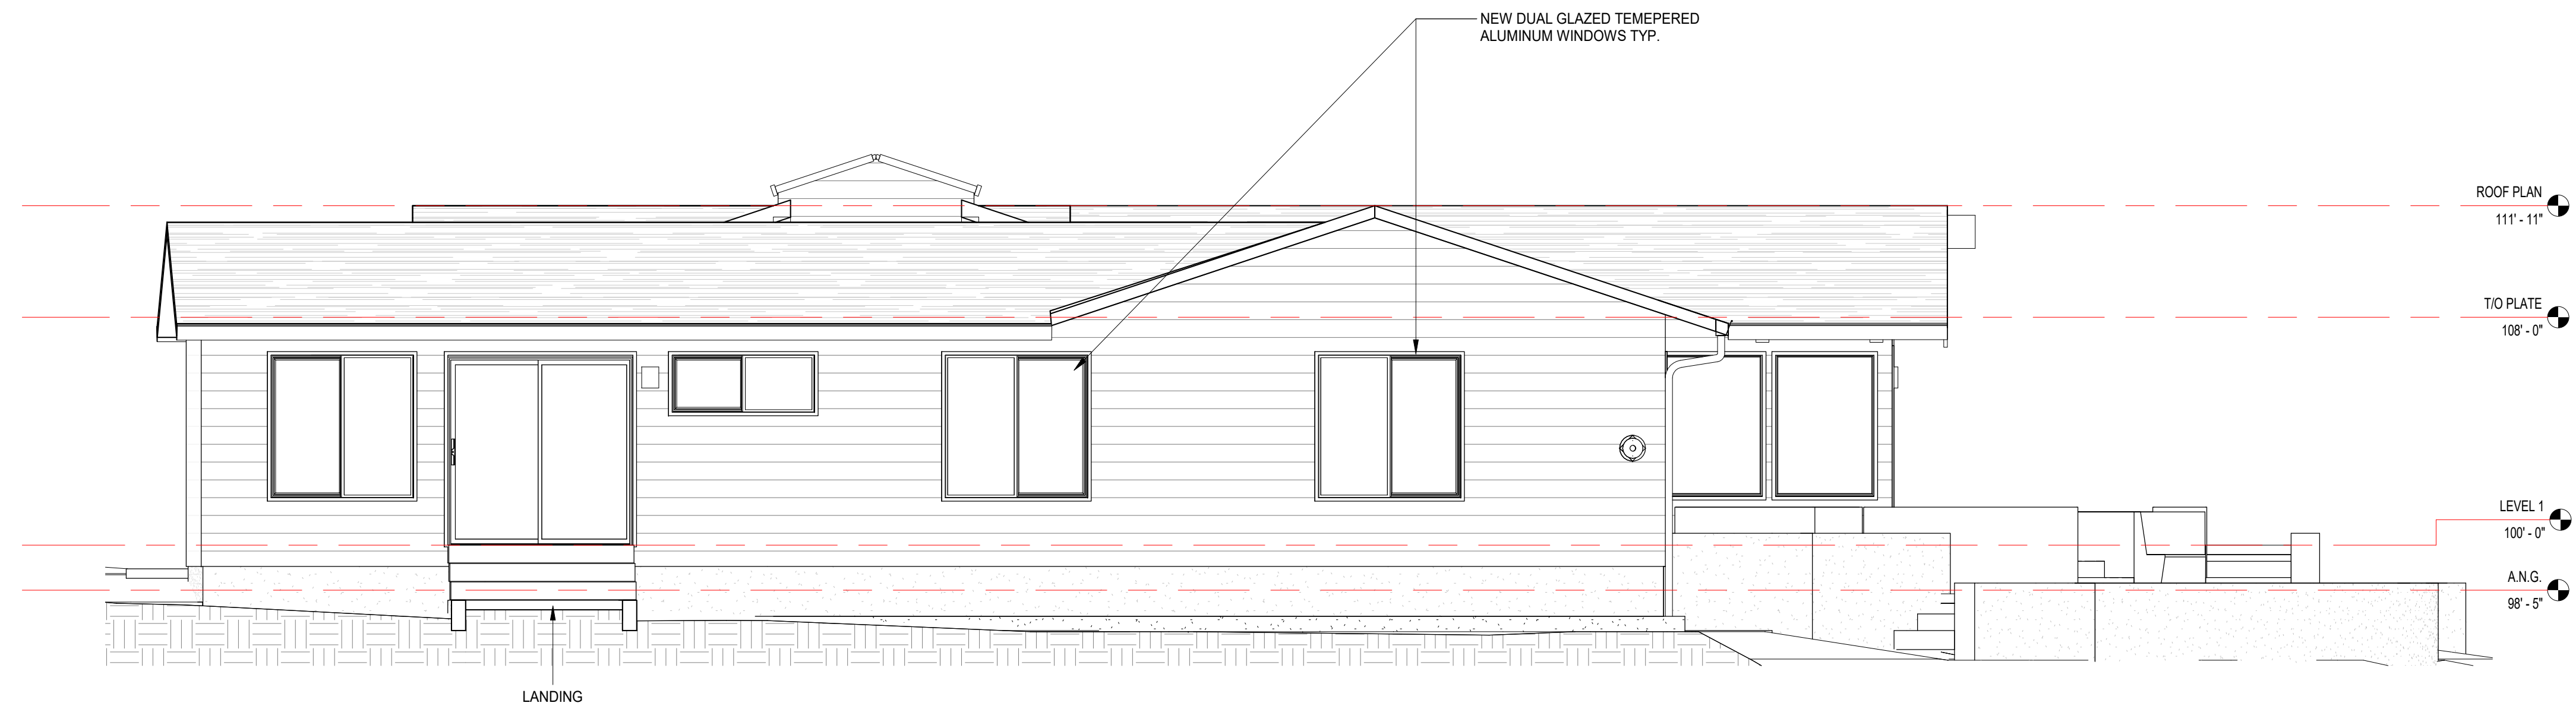 NEW DUAL GLAZED TEMEPERED
ALUMINUM WINDOWS TYP.
ROOF PLAN
111' - 11"
T/O PLATE
108' - 0"
LEVEL 1
100' - 0"
A.N.G.
98' - 5"
LANDING